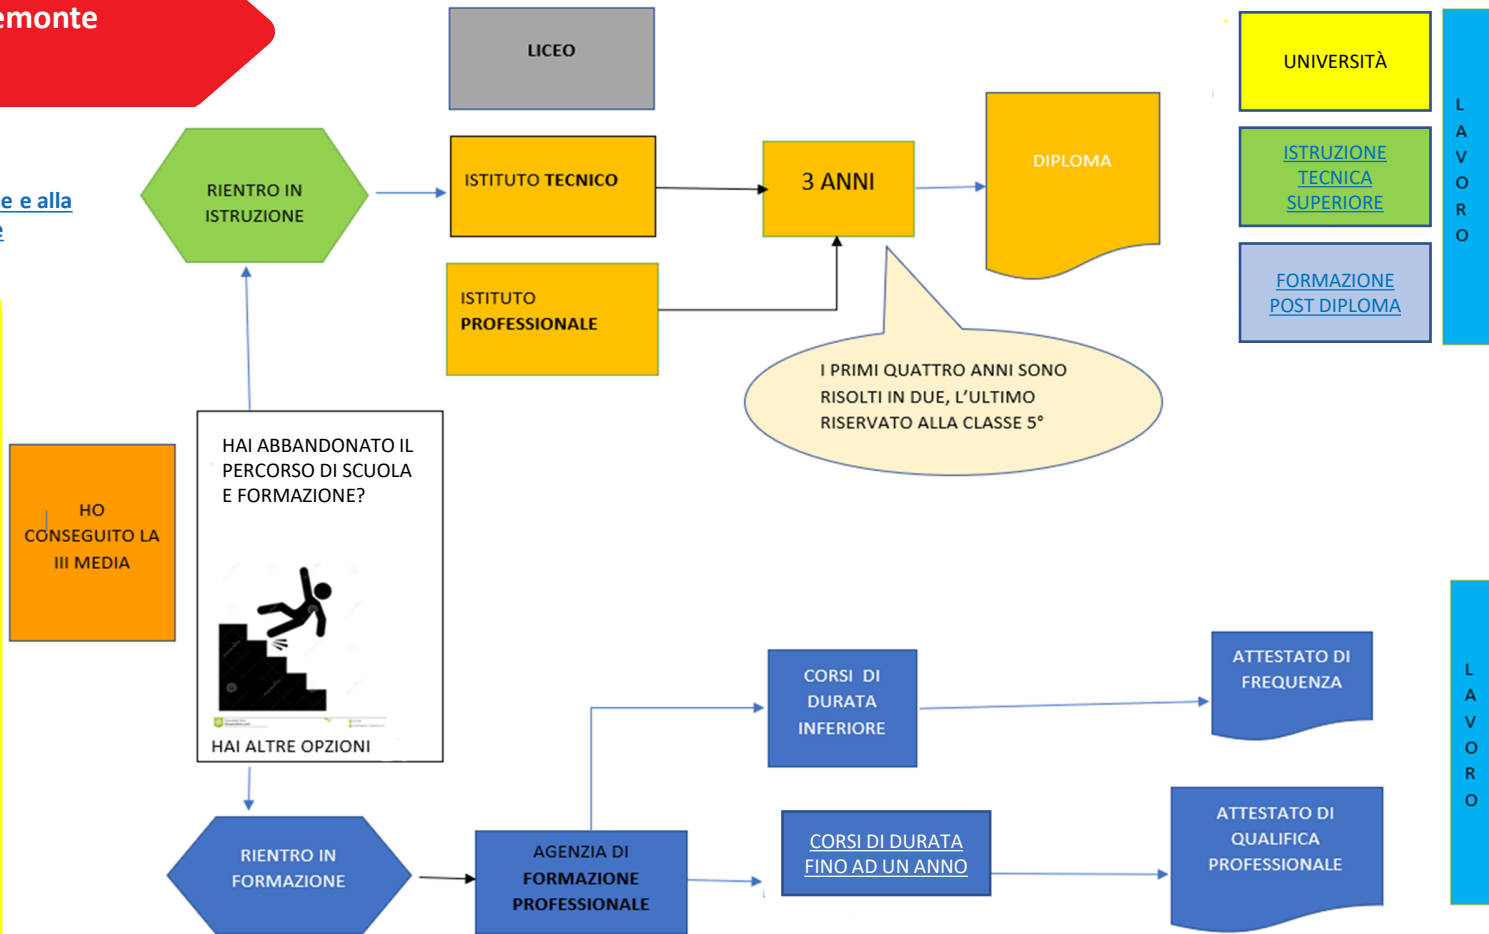 emonte
e e alla
e
LICEO
UNIVERSITÀ
RIENTRO IN
ISTRUZIONE
ISTITUTO TECNICO
3 ANNI
DIPLOMA
ISTRUZIONE
TECNICA
SUPERIORE
ISTITUTO
PROFESSIONALE
FORMAZIONE
POST DIPLOMA
L
A
V
O
R
O
I PRIMI QUATTRO ANNI SONO
RISOLTI IN DUE, L'ULTIMO
RISERVATO ALLA CLASSE 5°
HO
CONSEGUITO LA
III MEDIA
HAI ABBANDONATO IL
PERCORSO DI SCUOLA
E FORMAZIONE?
HAI ALTRE OPZIONI
CORSI DI
DURATA
INFERIORE
ATTESTATO DI
FREQUENZA
RIENTRO IN
FORMAZIONE
AGENZIA DI
FORMAZIONE
PROFESSIONALE
CORSI DI DURATA
FINO AD UN ANNO
ATTESTATO DI
QUALIFICA
PROFESSIONALE
L
A
V
O
R
O